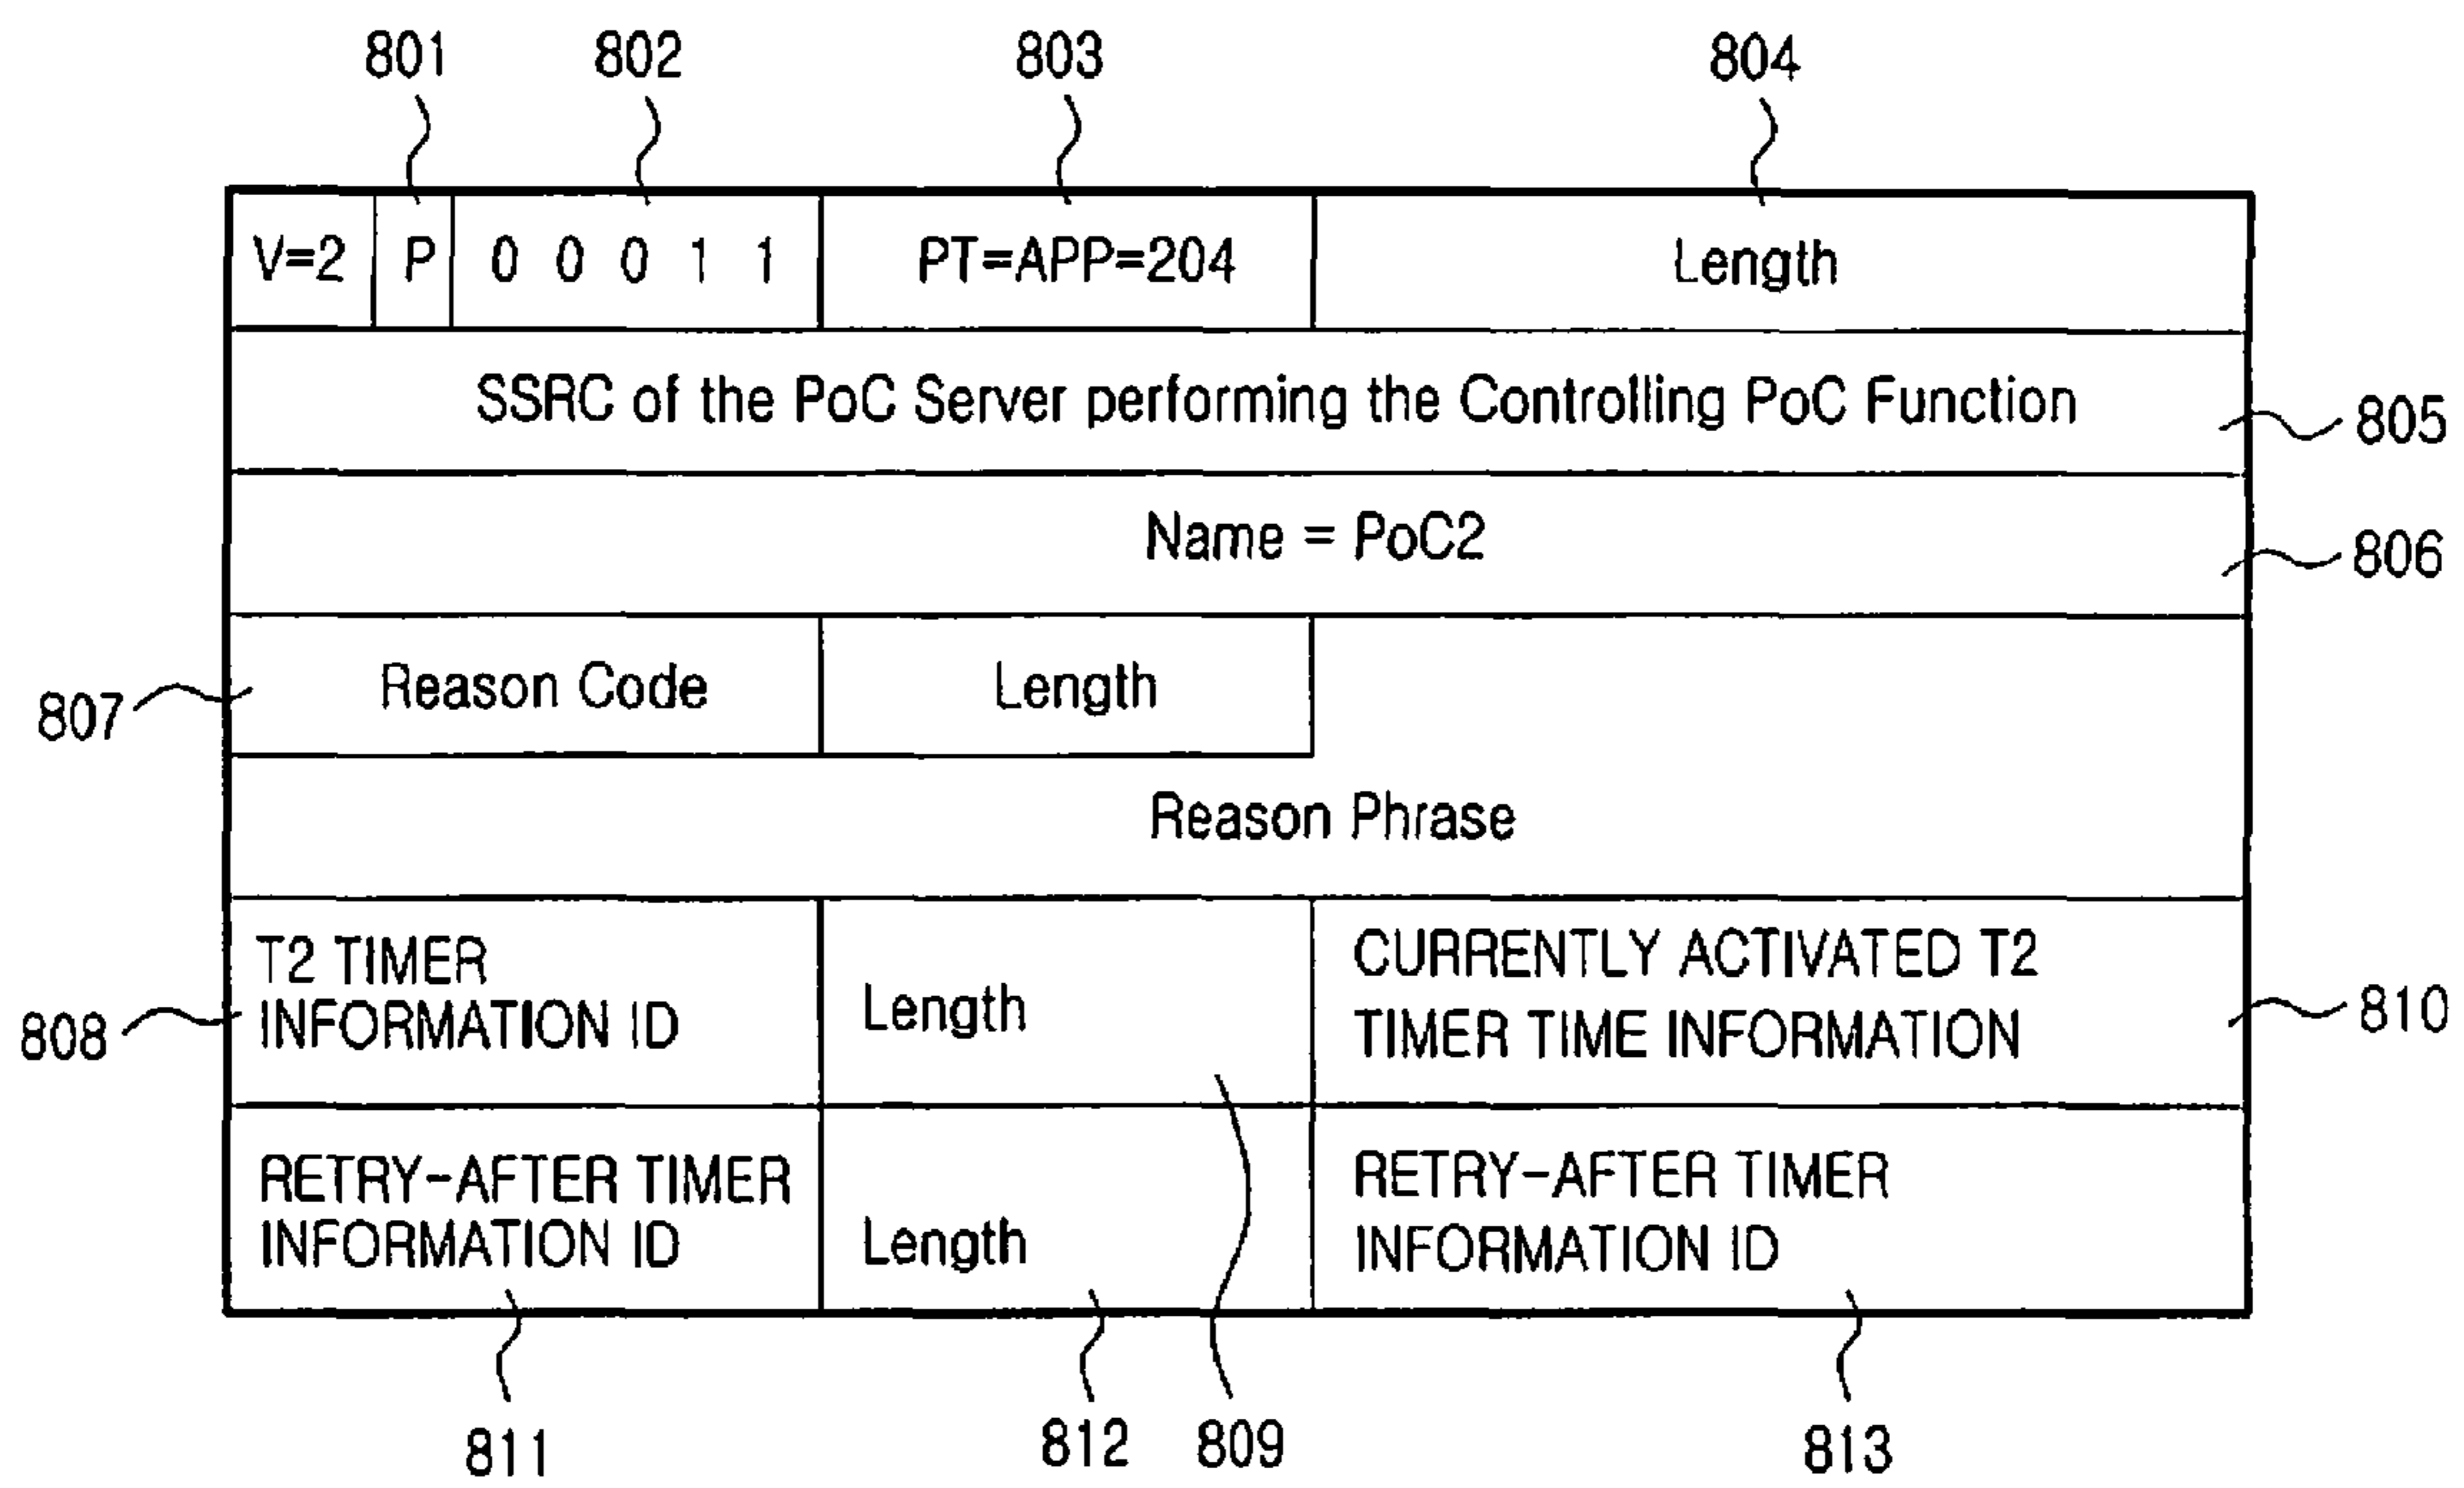 801 802 803 804
V=2 P 0 0 0 1 1 PT=APP=204 Length
SSRC of the PoC Server performing the Controlling PoC Function
805
Name = PoC2
806
Reason Code Length
807
Reason Phrase
T2 TIMER
INFORMATION ID
808
Length
CURRENTLY ACTIVATED T2
TIMER TIME INFORMATION
810
RETRY-AFTER TIMER
INFORMATION ID
Length
RETRY-AFTER TIMER
INFORMATION ID
811 812 809 813